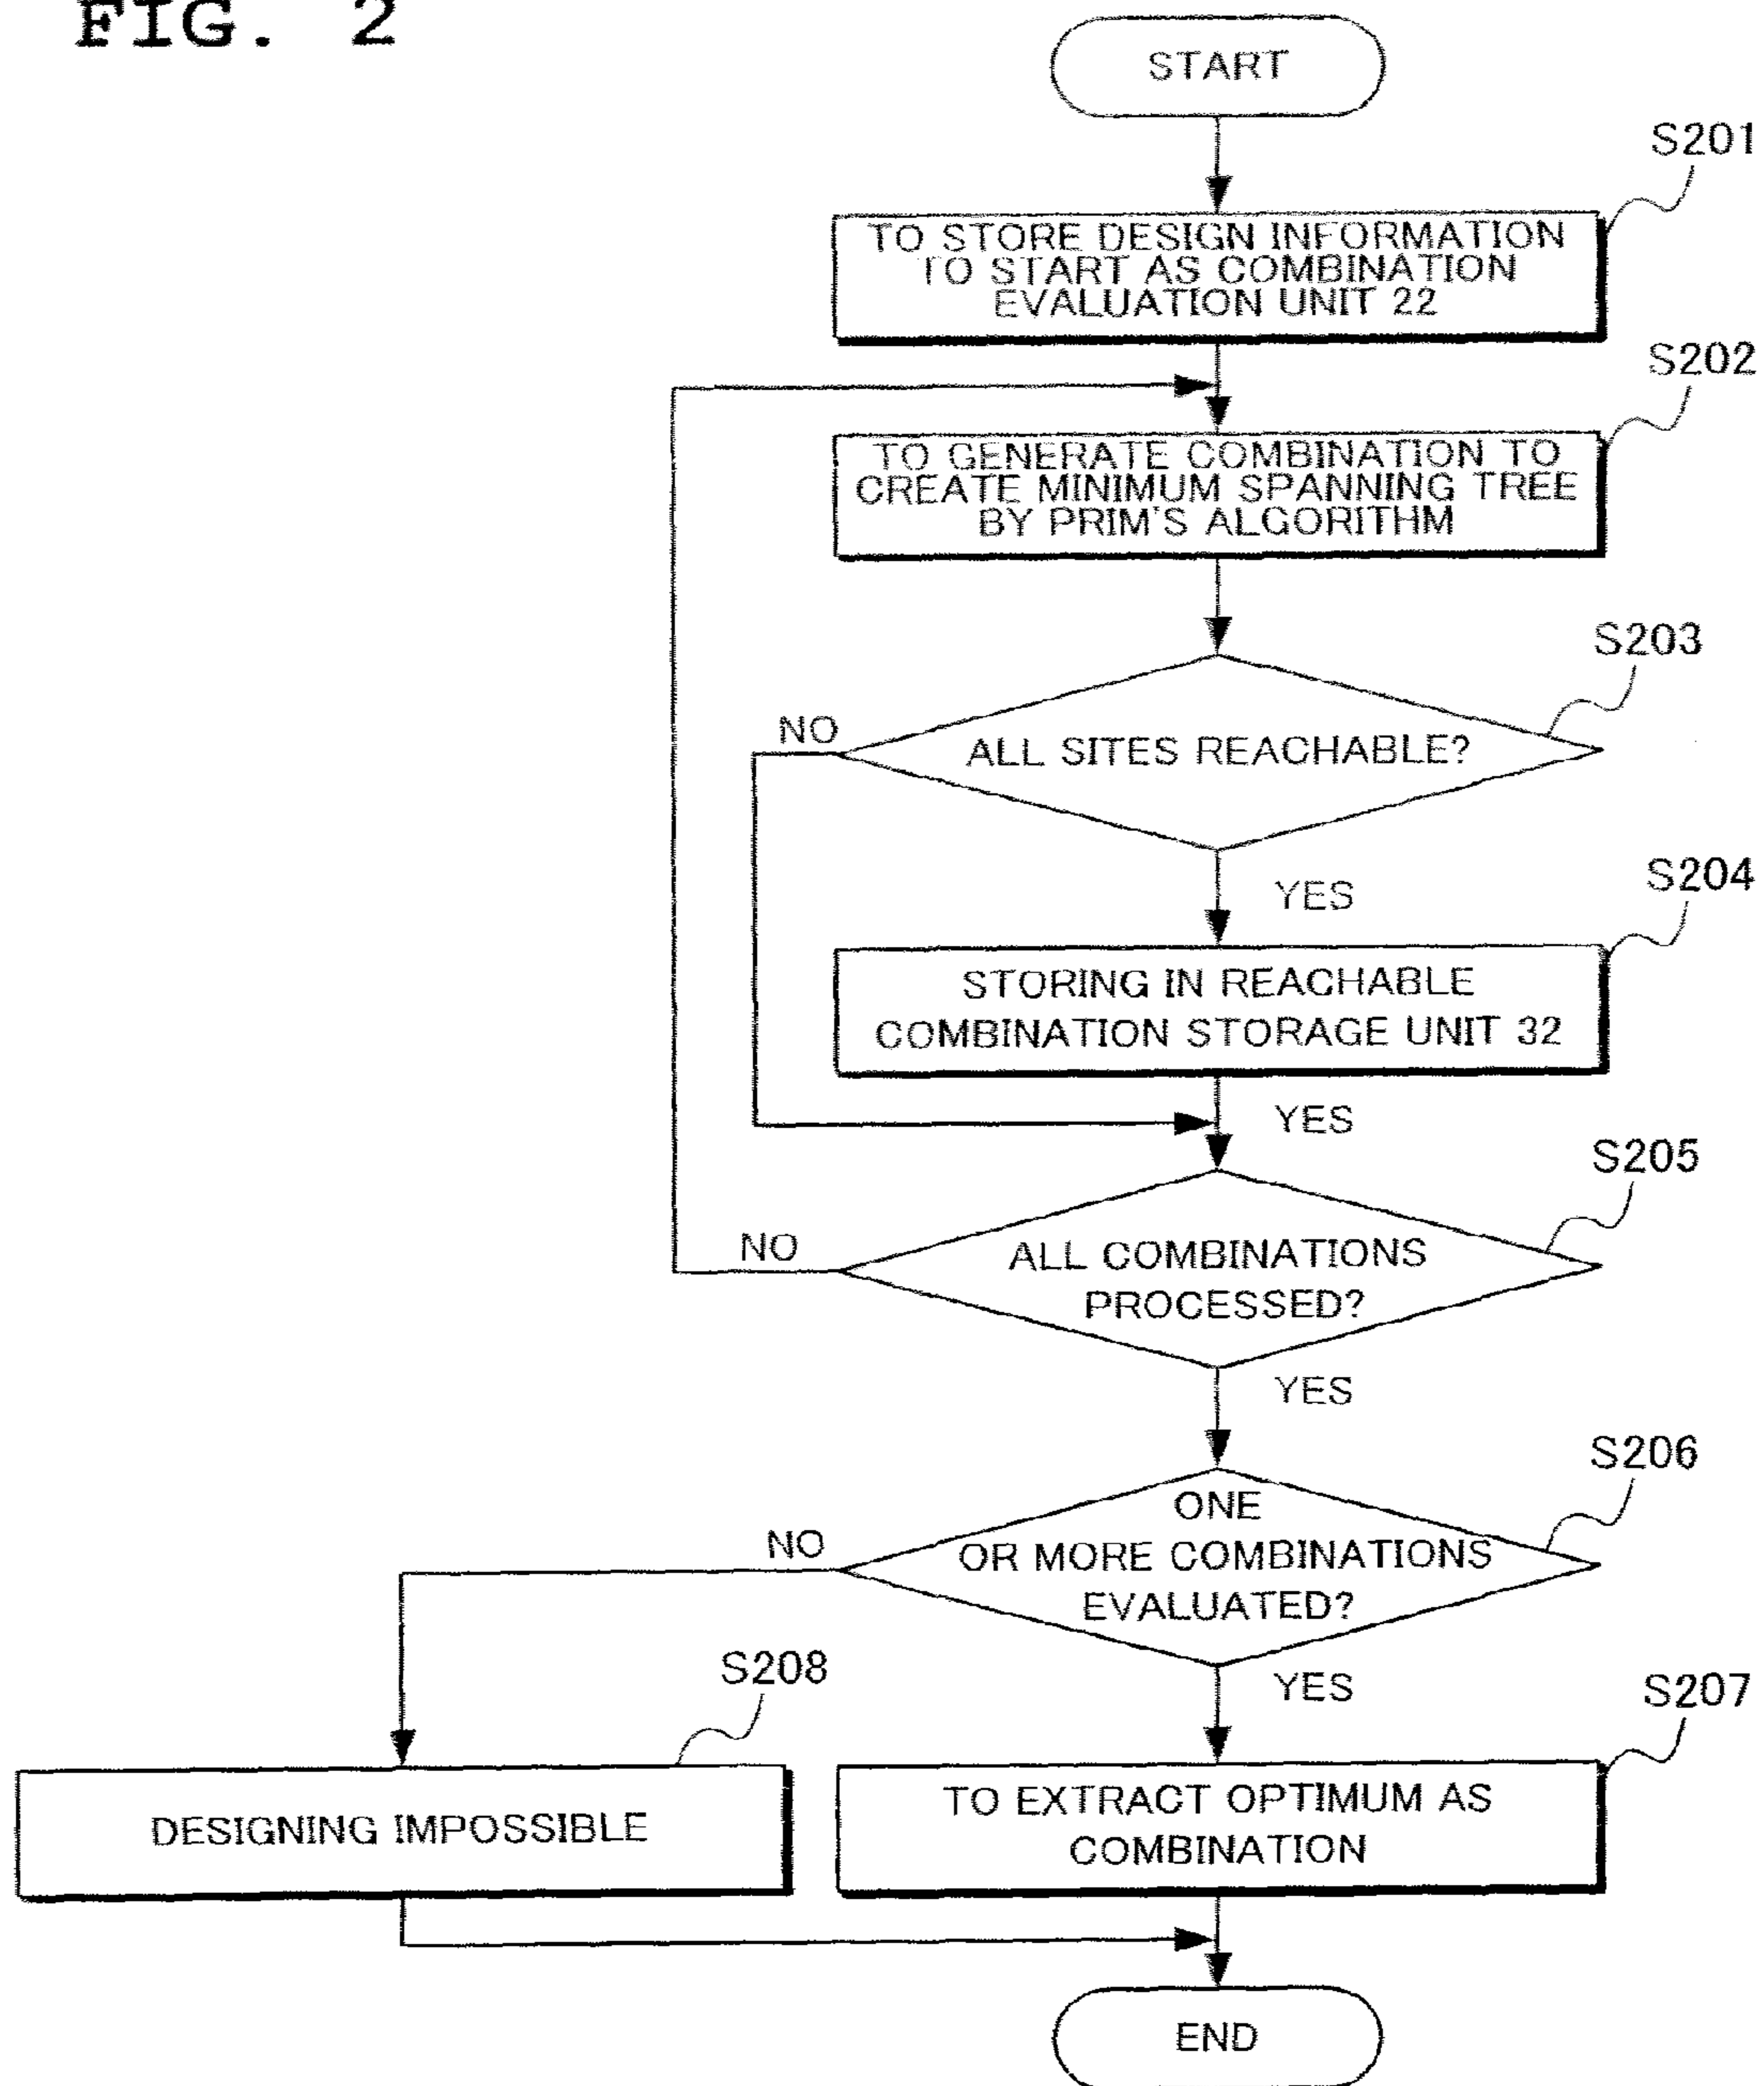 FIG. 2
START
S201
TO STORE DESIGN INFORMATION
TO START AS COMBINATION
EVALUATION UNIT 22
S202
TO GENERATE COMBINATION TO
CREATE MINIMUM SPANNING TREE
BY PRIM'S ALGORITHM
S203
NO
ALL SITES REACHABLE?
YES
S204
STORING IN REACHABLE
COMBINATION STORAGE UNIT 32
YES
S205
NO
ALL COMBINATIONS
PROCESSED?
YES
S206
NO
ONE
OR MORE COMBINATIONS
EVALUATED?
YES
S208
S207
DESIGNING IMPOSSIBLE
TO EXTRACT OPTIMUM AS
COMBINATION
END